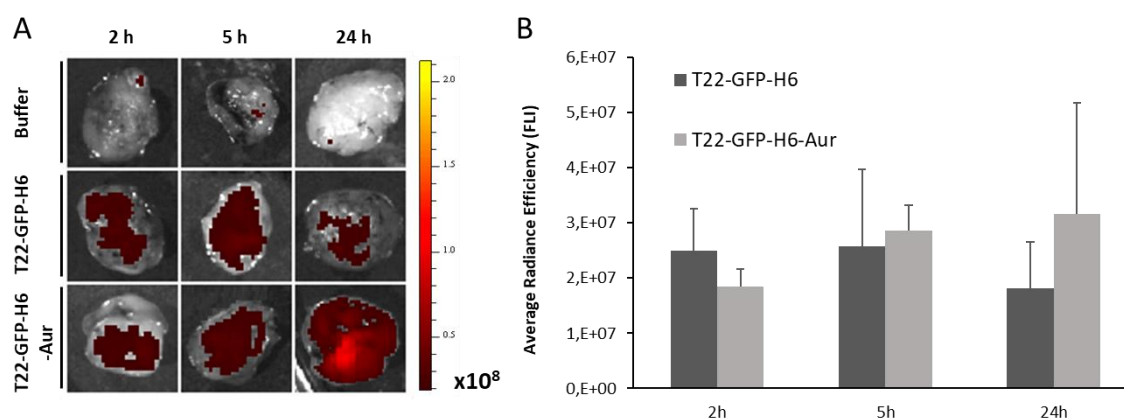 A
2 h 5 h 24 h
Buffer
T22-GFP-H6
T22-GFP-H6
-Aur
2.0
1.5
1.0
0.5
x10⁸
B
Average Radiance Efficiency (FLI)
6,E+07
5,E+07
4,E+07
3,E+07
2,E+07
1,E+07
0,E+00
T22-GFP-H6
T22-GFP-H6-Aur
2h 5h 24h